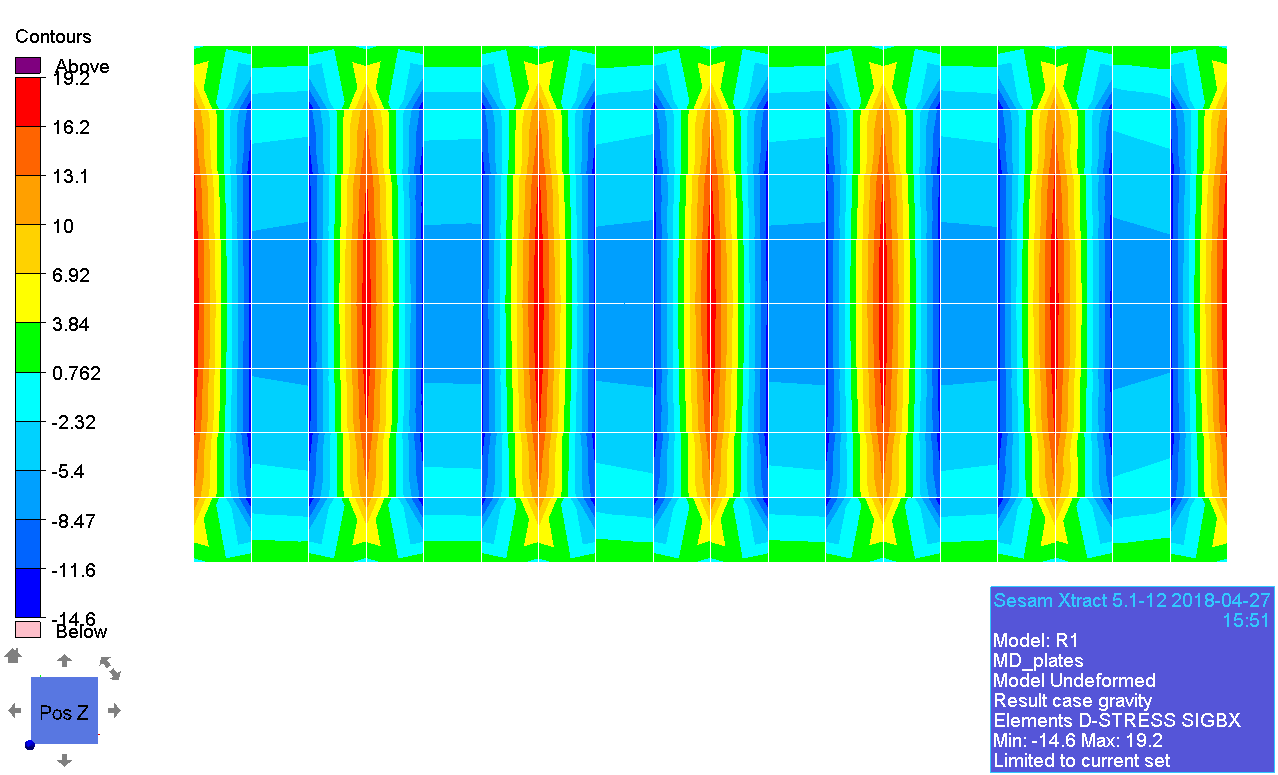 Contours
Above
19.2
16.2
13.1
10
6.92
3.84
0.762
-2.32
-5.4
-8.47
-11.6
-14.6
Below
Pos Z
Sesam Xtract 5.1-12 2018-04-27
15:51
Model: R1
MD_plates
Model Undeformed
Result case gravity
Elements D-STRESS SIGBX
Min: -14.6 Max: 19.2
Limited to current set